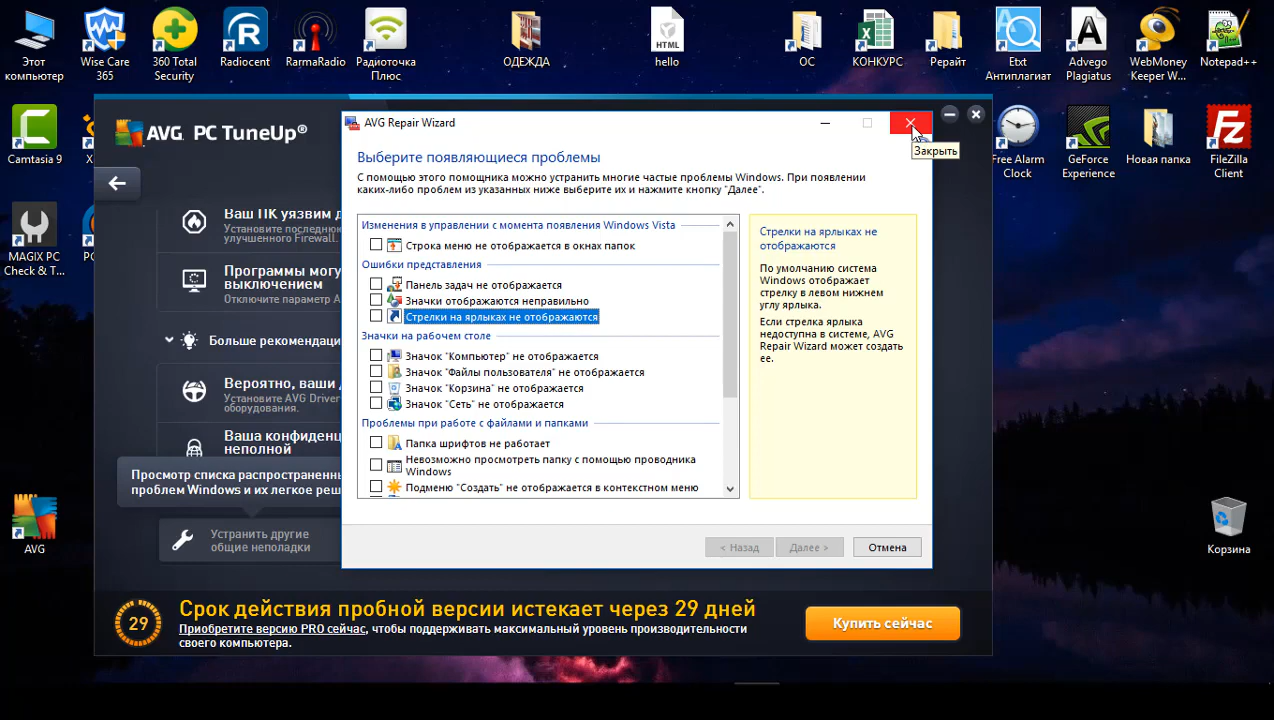 Этот
компьютер
Wise Care
365
360 Total
Security
Radiocent
RarmaRadio
Радиоточка
Плюс
ОДЕЖДА
HTML
hello
ОС
КОНКУРС
Рерайт
Etxt
Антиплагиат
Advego
Plagiatus
WebMoney
Keeper W...
Notepad++
Camtasia 9
MAGIX PC
Check & T...
AVG
Free Alarm
Clock
GeForce
Experience
Новая папка
FileZilla
Client
Корзина
AVG PC TuneUp®
Ваш ПК уязвим д
Установите последнюю
улучшенного Firewall.
Программы могу
выключением
Отключите параметр A
Больше рекомендаци
Вероятно, ваши д
Установите AVG Driver
оборудования.
Ваша конфиденц
неполной
Просмотр списка распространенны
проблем Windows и их легкое реш
Устранить другие
общие неполадки
AVG Repair Wizard
Закрыть
Выберите появляющиеся проблемы
С помощью этого помощника можно устранить многие частые проблемы Windows. При появлении
каких-либо проблем из указанных ниже выберите их и нажмите кнопку "Далее".
Изменения в управлении с момента появления Windows Vista
Строка меню не отображается в окнах папок
Ошибки представления
Панель задач не отображается
Значки отображаются неправильно
Стрелки на ярлыках не отображаются
Значки на рабочем столе
Значок "Компьютер" не отображается
Значок "Файлы пользователя" не отображается
Значок "Корзина" не отображается
Значок "Сеть" не отображается
Проблемы при работе с файлами и папками
Папка шрифтов не работает
Невозможно просмотреть папку с помощью проводника
Windows
Подменю "Создать" не отображается в контекстном меню
Стрелки на ярлыках не
отображаются
По умолчанию система
Windows отображает
стрелку в левом нижнем
углу ярлыка.
Если стрелка ярлыка
недоступна в системе, AVG
Repair Wizard может создать
ее.
< Назад
Далее >
Отмена
29
Срок действия пробной версии истекает через 29 дней
Приобретите версию PRO сейчас, чтобы поддерживать максимальный уровень производительности
своего компьютера.
Купить сейчас